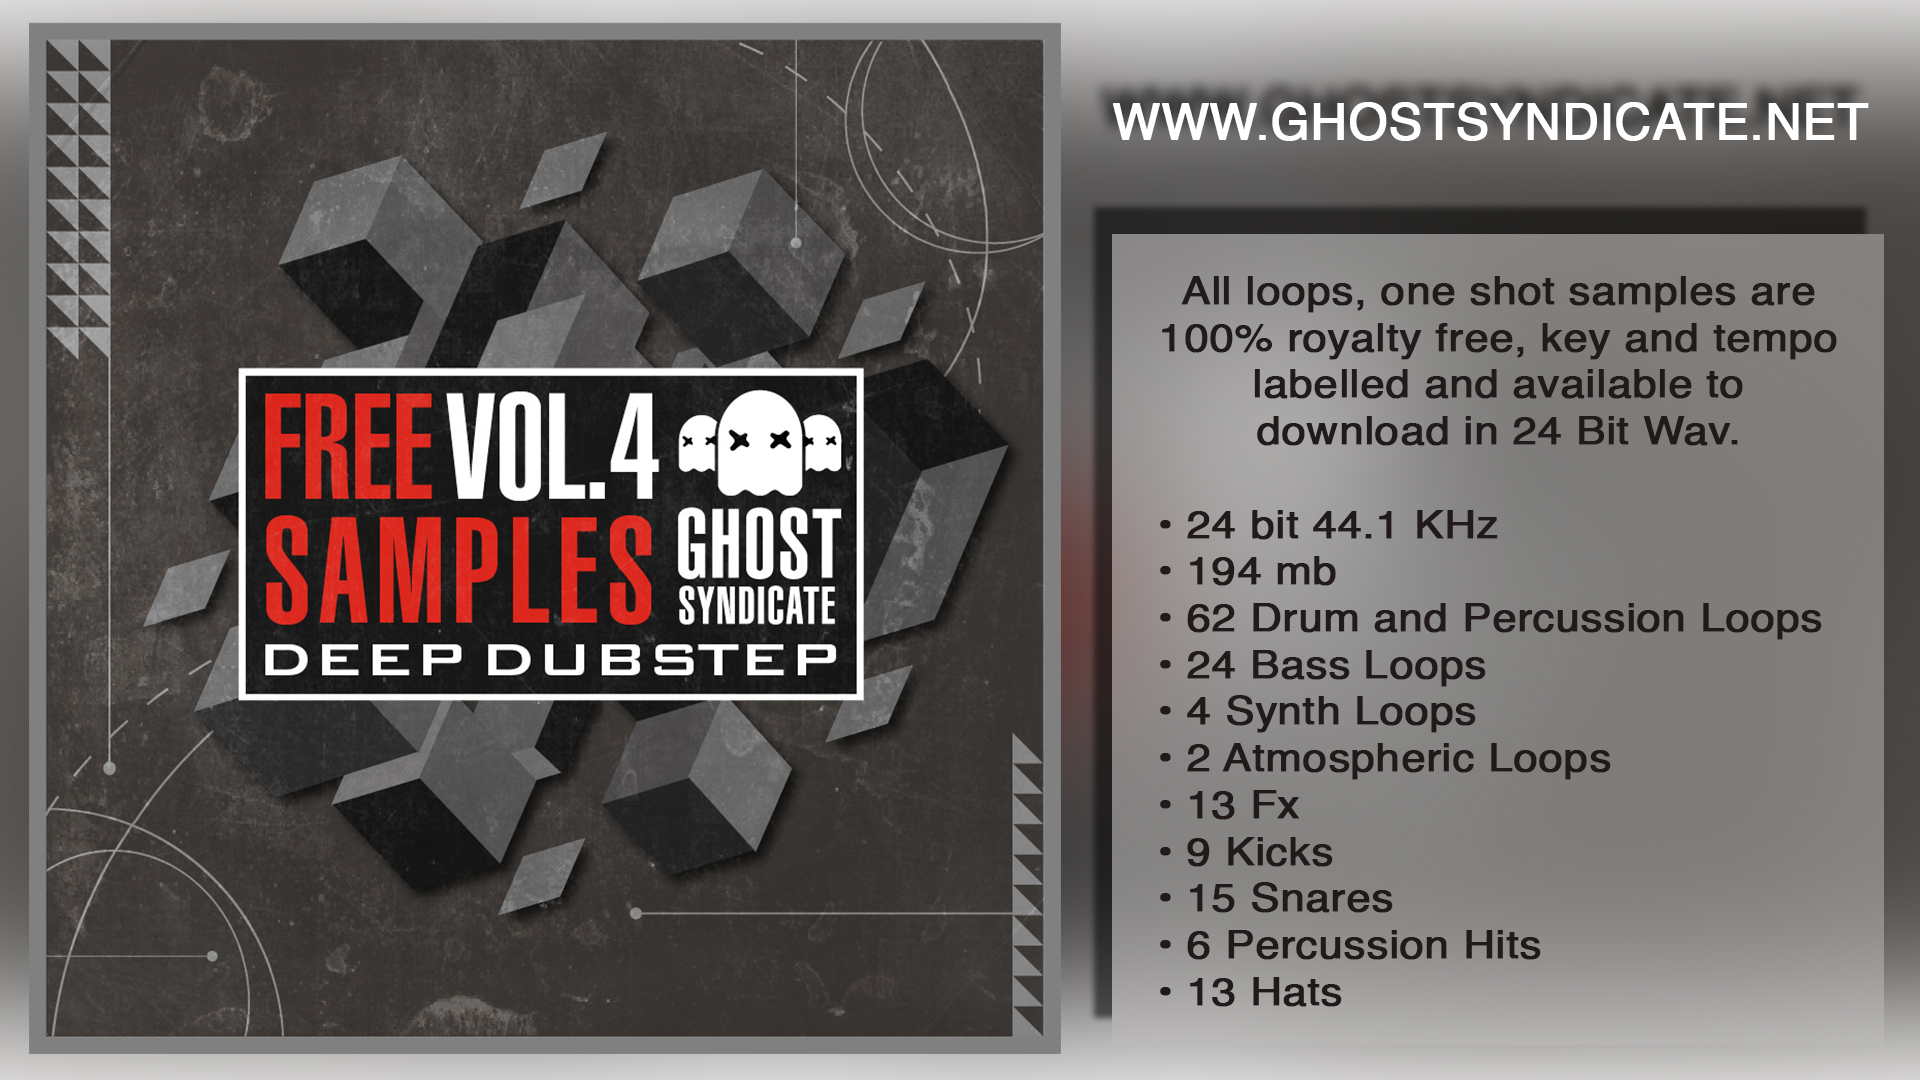 FREE VOL.4
SAMPLES
GHOST
SYNDICATE
DEEP DUBSTEP
WWW.GHOSTSYNDICATE.NET
All loops, one shot samples are
100% royalty free, key and tempo
labelled and available to
download in 24 Bit Wav.
• 24 bit 44.1 KHz
• 194 mb
• 62 Drum and Percussion Loops
• 24 Bass Loops
• 4 Synth Loops
• 2 Atmospheric Loops
• 13 Fx
• 9 Kicks
• 15 Snares
• 6 Percussion Hits
• 13 Hats